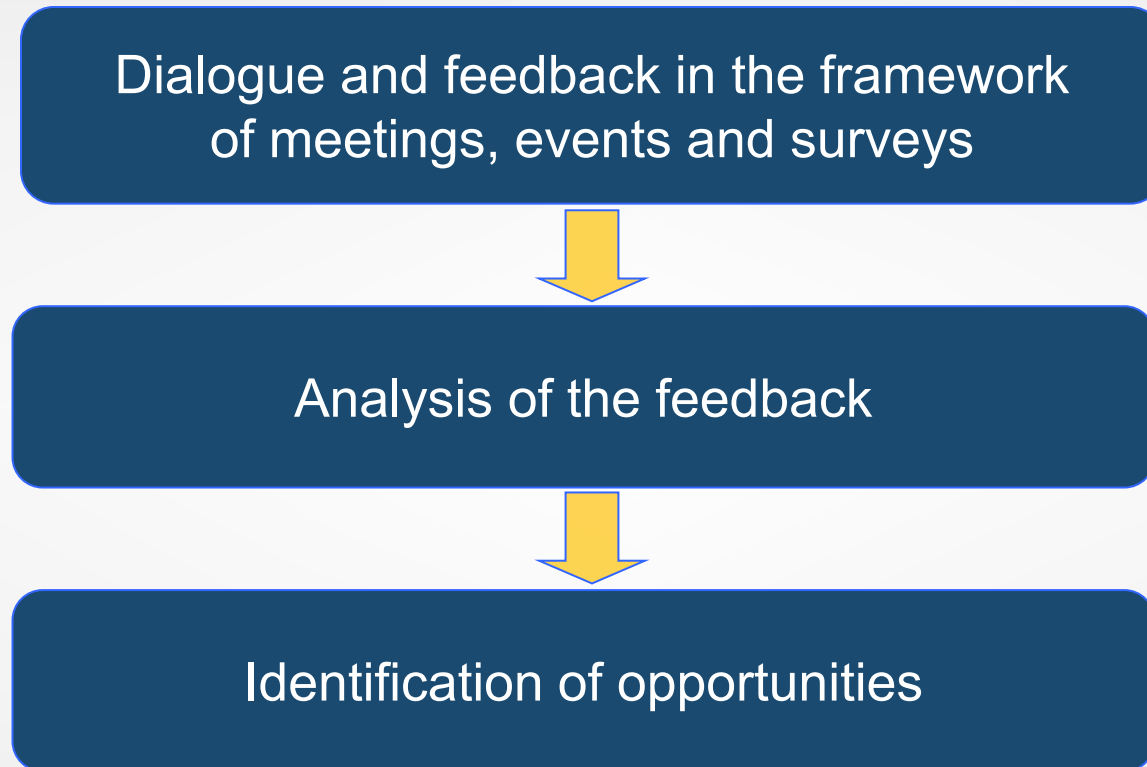 Dialogue and feedback in the framework
of meetings, events and surveys
Analysis of the feedback
Identification of opportunities